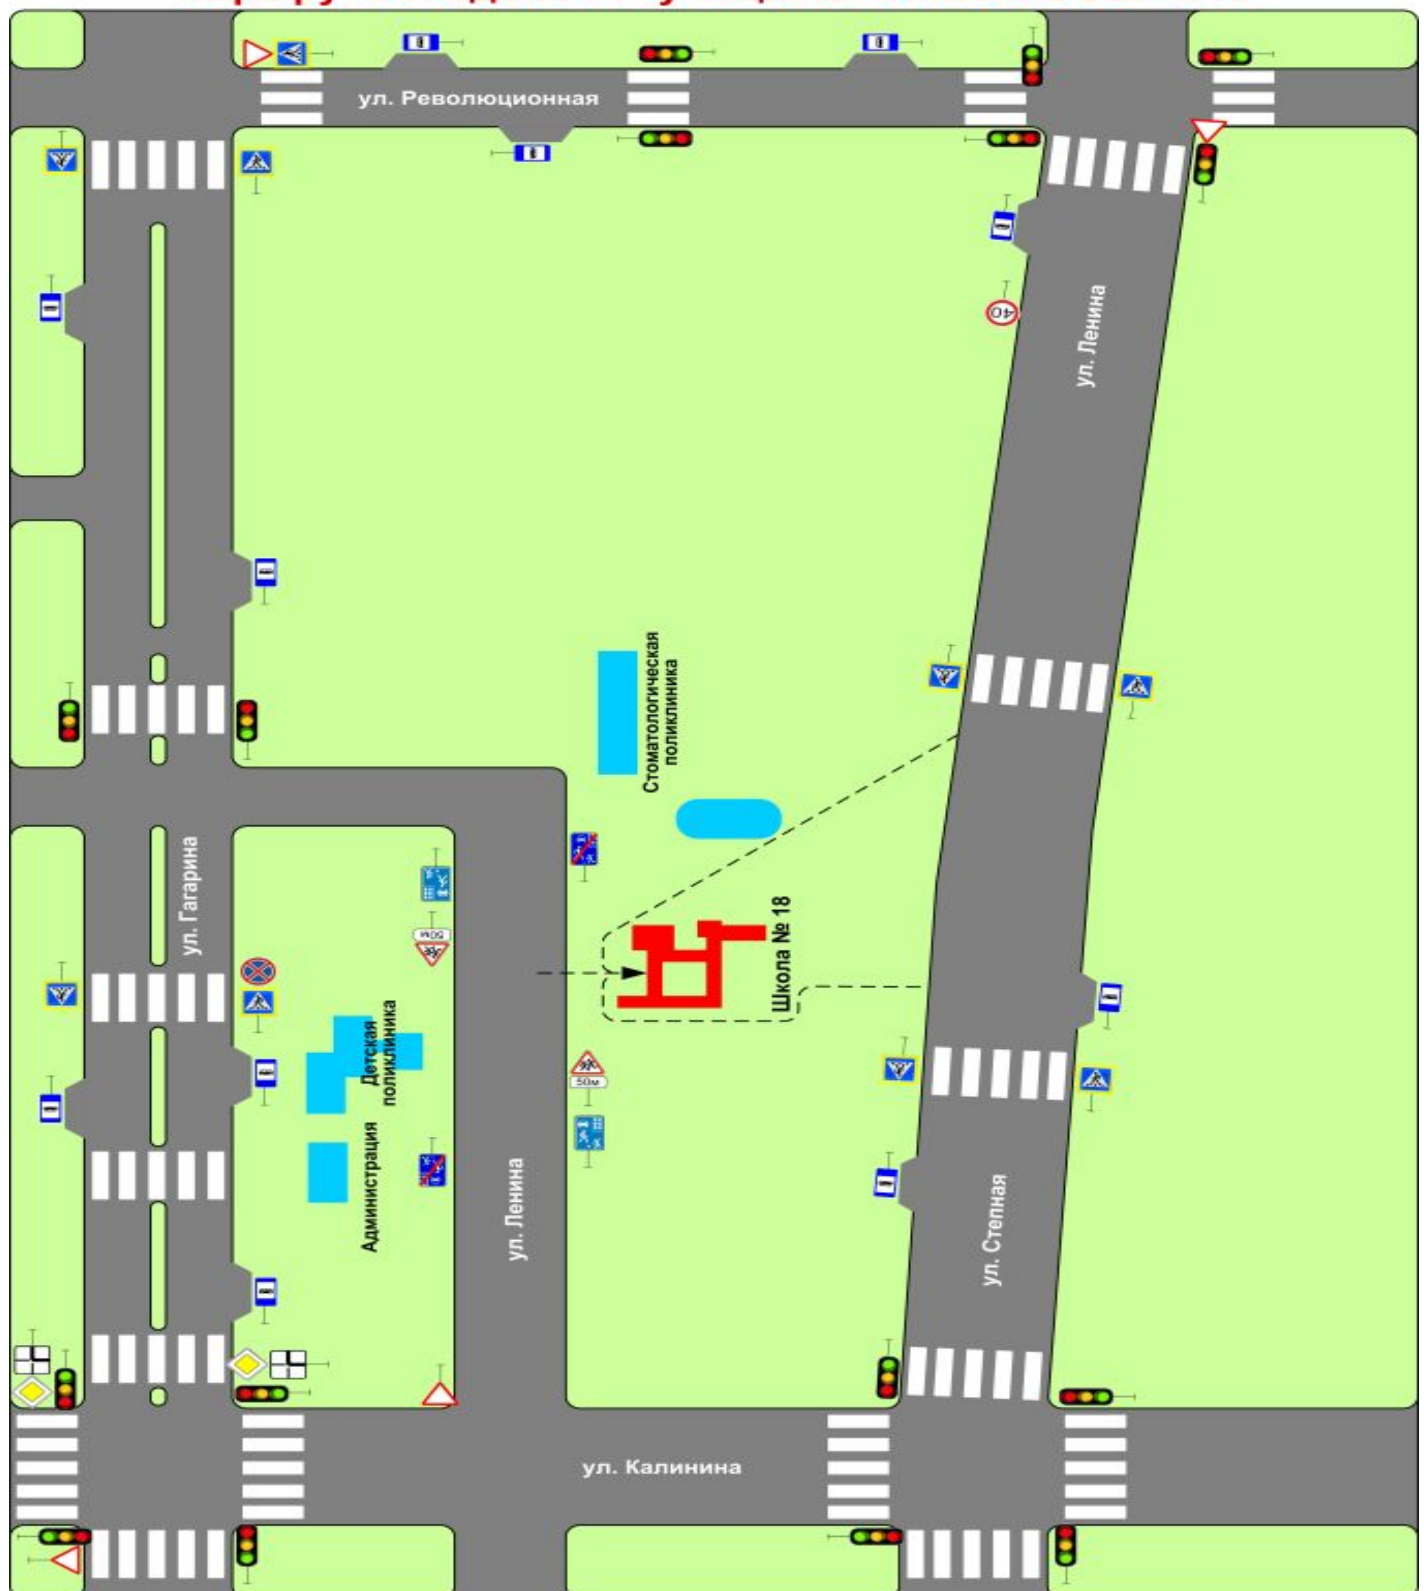 ул. Революционная
40
ул. Ленина
Стоматологическая
поликлиника
ул. Гагарина
50м
Школа № 18
Детская
поликлиника
50м
Администрация
ул. Ленина
ул. Степная
ул. Калинина